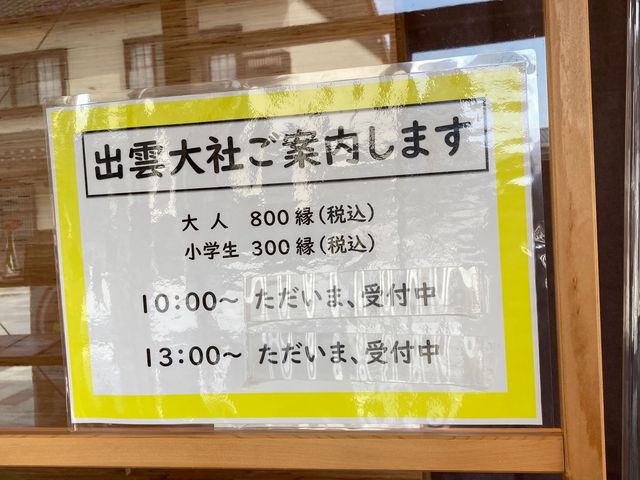 出雲大社ご案内します
大人 800縁(税込)
小学生 300縁(税込)
10:00〜 ただいま、受付中
13:00〜 ただいま、受付中